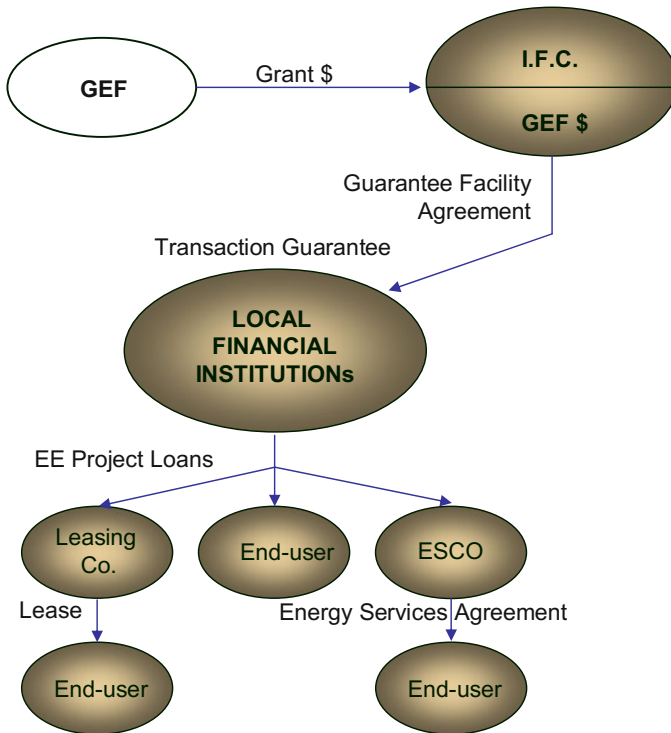 GEF
Grant $
I.F.C.
GEF $
Guarantee Facility
Agreement
Transaction Guarantee
LOCAL
FINANCIAL
INSTITUTIONs
EE Project Loans
Leasing
Co.
End-user
ESCO
Lease
Energy Services Agreement
End-user
End-user